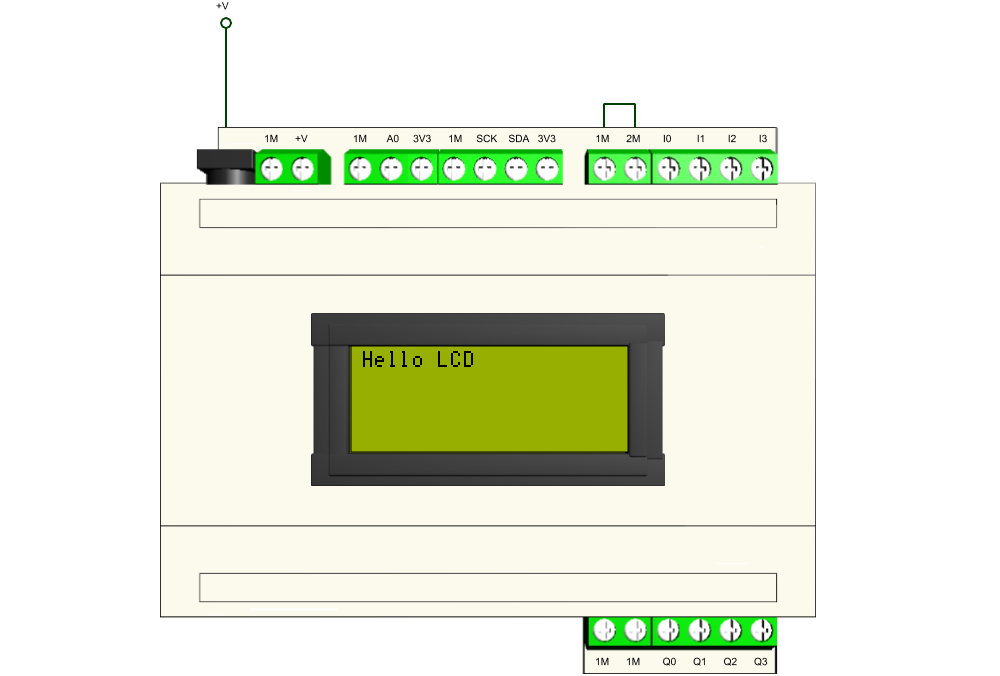 +V
1M +V 1M A0 3V3 1M SCK SDA 3V3 1M 2M I0 I1 I2 I3
Hello LCD
1M 1M Q0 Q1 Q2 Q3